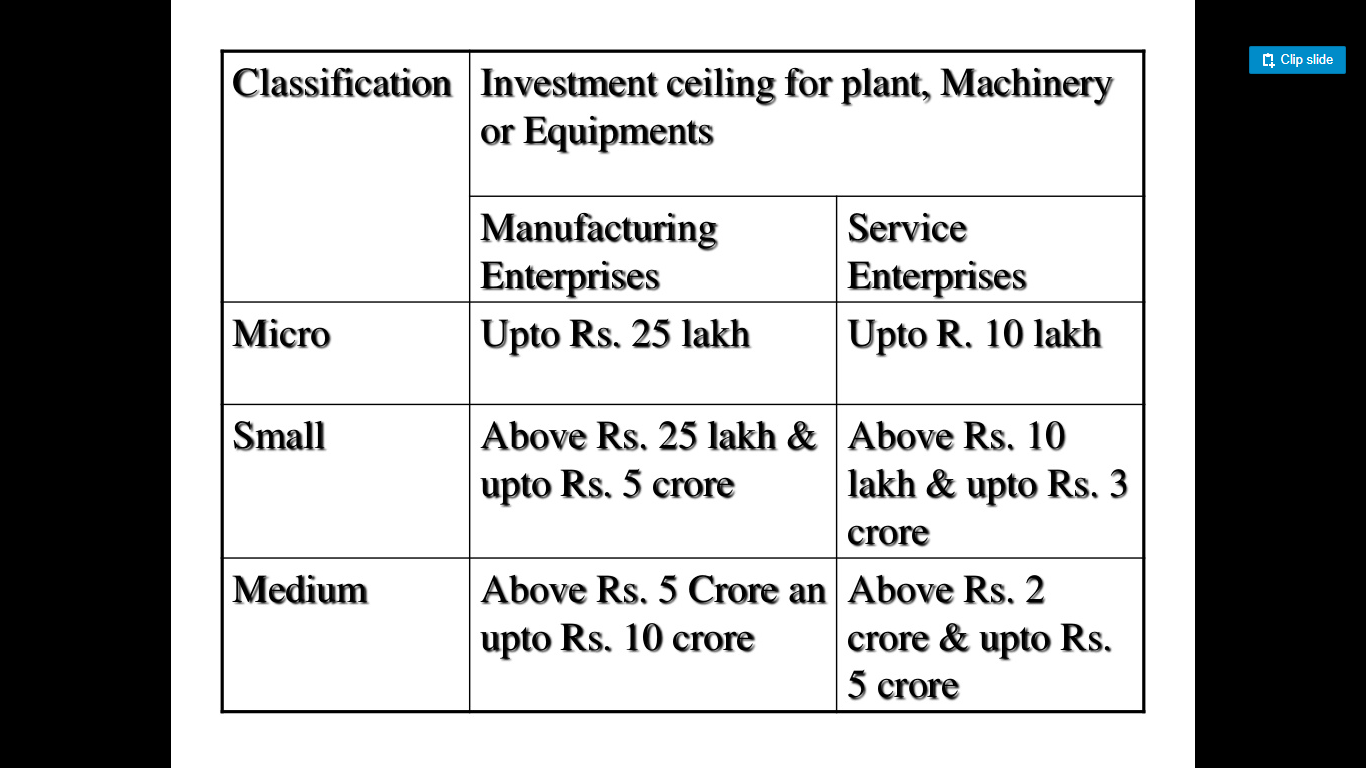 Clip slide
Classification
Investment ceiling for plant, Machinery
or Equipments
Manufacturing
Enterprises
Service
Enterprises
Micro
Upto Rs. 25 lakh
Upto R. 10 lakh
Small
Above Rs. 25 lakh &
upto Rs. 5 crore
Above Rs. 10
lakh & upto Rs. 3
crore
Medium
Above Rs. 5 Crore an
upto Rs. 10 crore
Above Rs. 2
crore & upto Rs.
5 crore